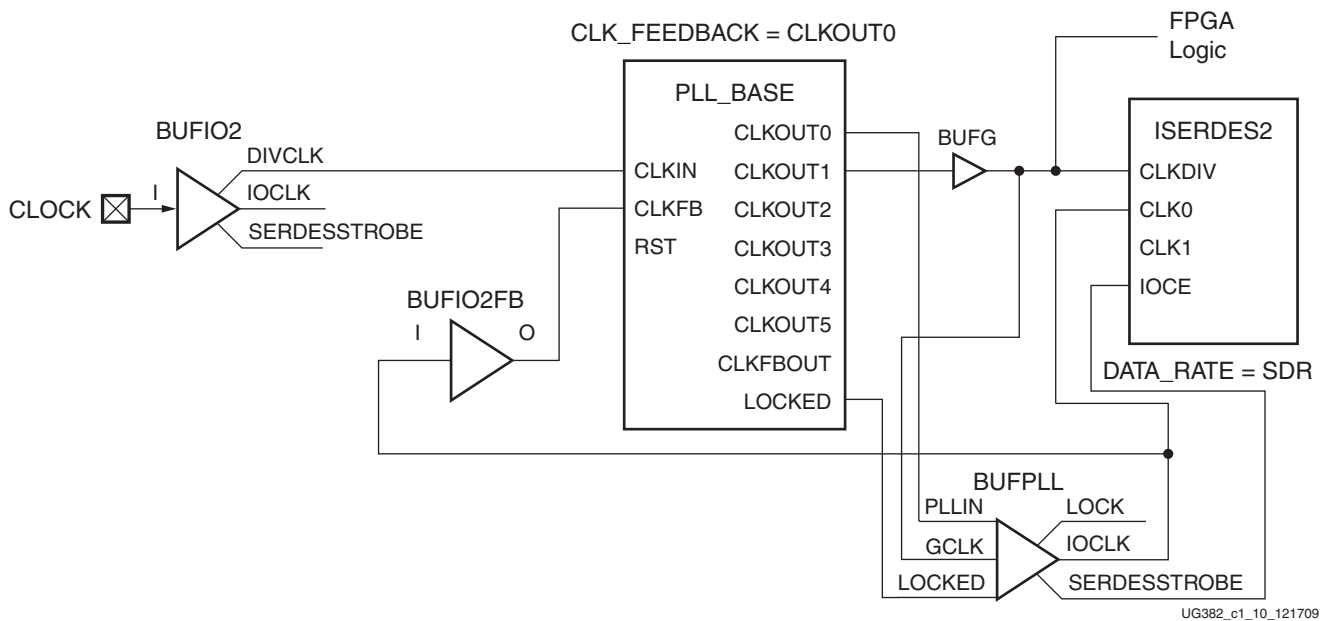 CLK_FEEDBACK = CLKOUT0
FPGA
Logic
PLL_BASE
BUFIO2
DIVCLK
IOCLK
SERDESSTROBE
I
CLOCK
CLKIN
CLKFB
RST
CLKOUT0
CLKOUT1
CLKOUT2
CLKOUT3
CLKOUT4
CLKOUT5
CLKFBOUT
LOCKED
BUFG
ISERDES2
CLKDIV
CLK0
CLK1
IOCE
DATA_RATE = SDR
BUFIO2FB
I
O
BUFPLL
PLLIN
GCLK
LOCKED
LOCK
IOCLK
SERDESSTROBE
UG382_c1_10_121709